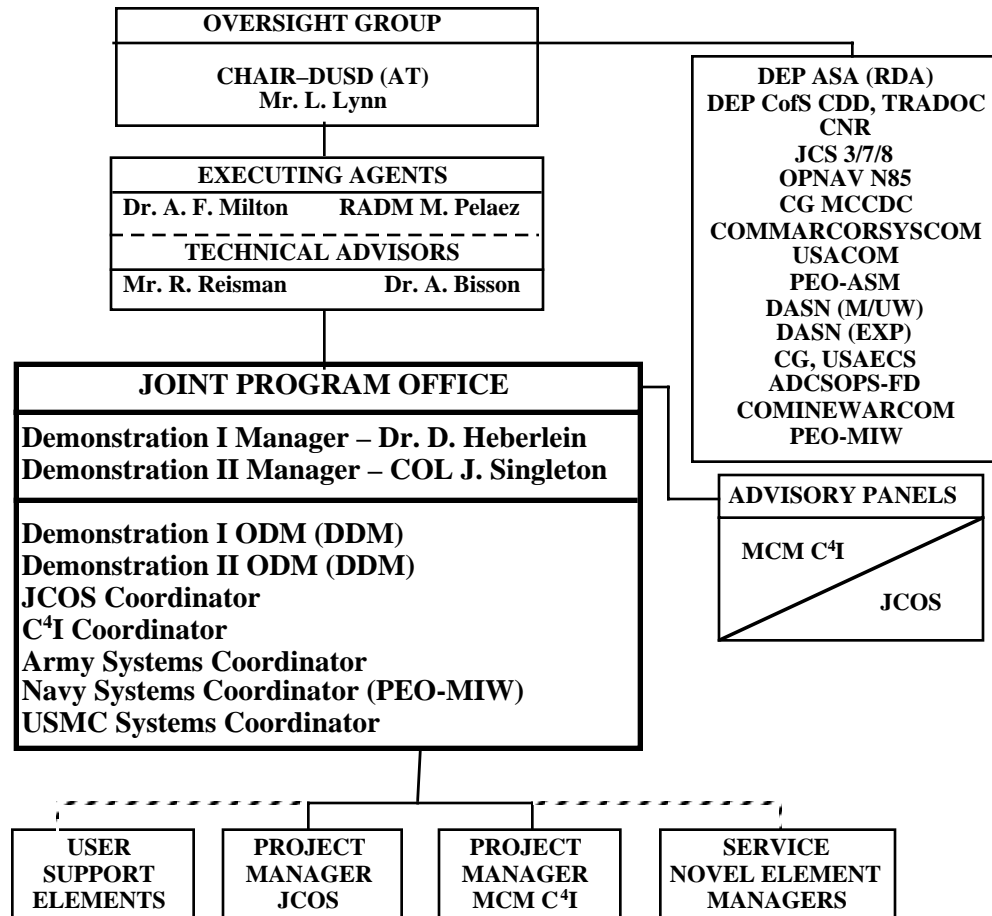 OVERSIGHT GROUP
CHAIR–DUSD (AT)
Mr. L. Lynn
DEP ASA (RDA)
DEP CofS CDD, TRADOC
CNR
JCS 3/7/8
OPNAV N85
CG MCCDC
COMMARCORSYSCOM
USACOM
PEO-ASM
DASN (M/UW)
DASN (EXP)
CG, USAECS
ADCSOPS-FD
COMINEWARCOM
PEO-MIW
EXECUTING AGENTS
Dr. A. F. Milton RADM M. Pelaez
TECHNICAL ADVISORS
Mr. R. Reisman Dr. A. Bisson
JOINT PROGRAM OFFICE
Demonstration I Manager – Dr. D. Heberlein
Demonstration II Manager – COL J. Singleton
Demonstration I ODM (DDM)
Demonstration II ODM (DDM)
JCOS Coordinator
C⁴I Coordinator
Army Systems Coordinator
Navy Systems Coordinator (PEO-MIW)
USMC Systems Coordinator
ADVISORY PANELS
MCM C⁴I
JCOS
USER
SUPPORT
ELEMENTS
PROJECT
MANAGER
JCOS
PROJECT
MANAGER
MCM C⁴I
SERVICE
NOVEL ELEMENT
MANAGERS